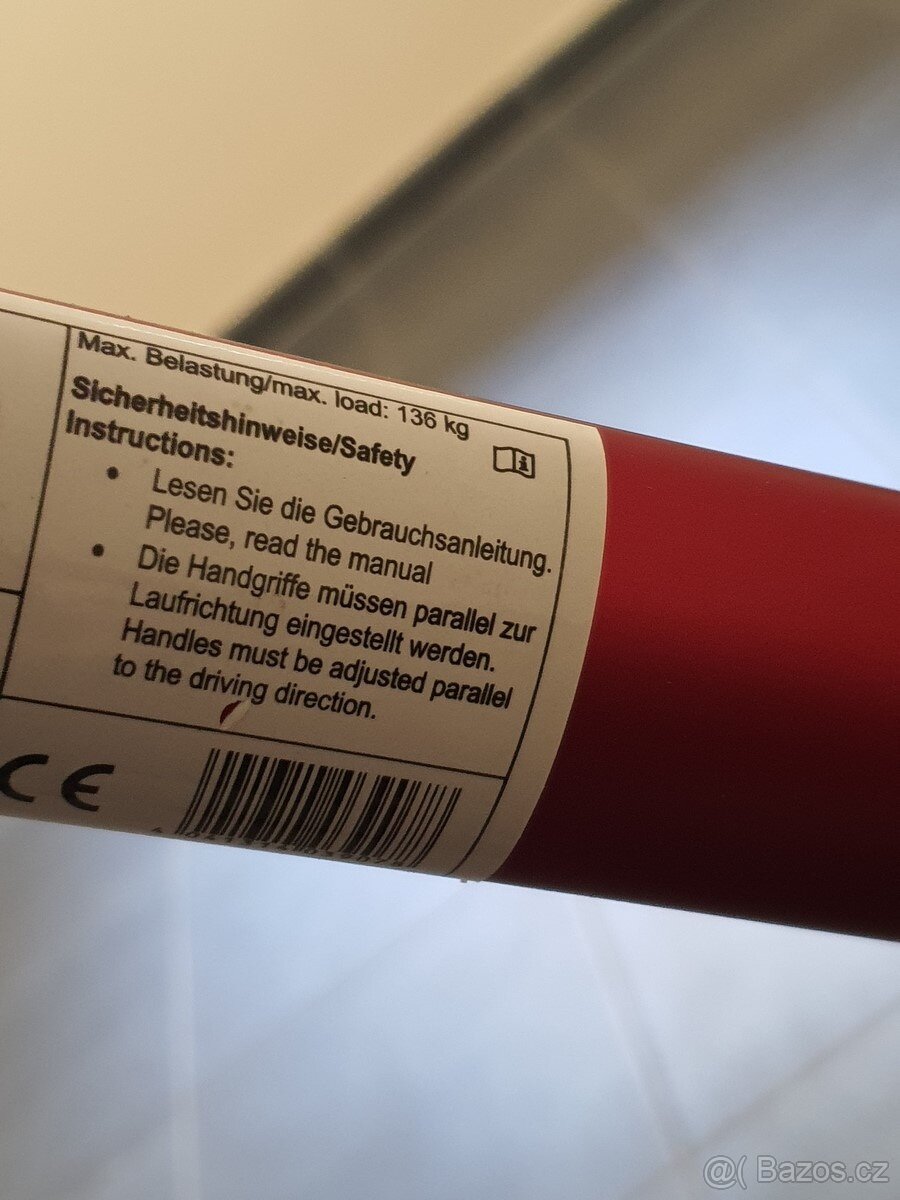 Max. Belastung/max. load: 136 kg
Sicherheitshinweise/Safety
Instructions:
• Lesen Sie die Gebrauchsanleitung.
Please, read the manual
• Die Handgriffe müssen parallel zur
Laufrichtung eingestellt werden.
Handles must be adjusted parallel
to the driving direction.
CE
@( Bazos.cz